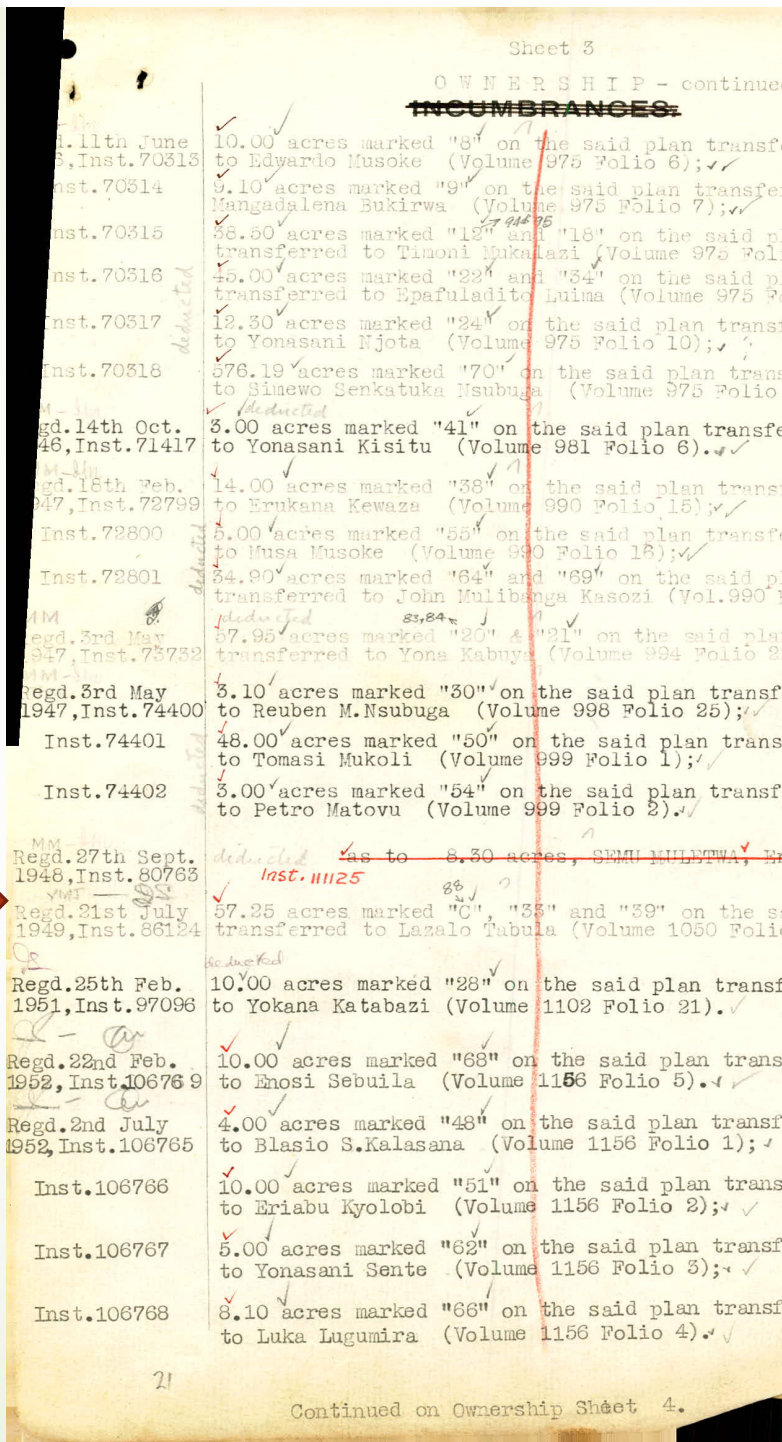 Sheet 3
OWNERSHIP - continue
INCUMBRANCES.
d.11th June 10.00 acres marked "8" on the said plan transf
6,Inst.70313 to Edwardo Musoke (Volume 975 Folio 6);
nst.70314 9.10 acres marked "9" on the said plan transfe
Mangadalena Bukirwa (Volume 975 Folio 7);
94 & 95
nst.70315 38.50 acres marked "12" and "18" on the said p
transferred to Timoni Mukalazi (Volume 975 Fol
nst.70316 45.00 acres marked "22" and "34" on the said p
transferred to Epafuladito Luima (Volume 975 F
deducted
Inst.70317 12.30 acres marked "24" on the said plan trans
to Yonasani Njota (Volume 975 Folio 10);
Inst.70318 576.19 acres marked "70" on the said plan trans
to Simewo Senkatuka Nsubuga (Volume 975 Folio
deducted
gd.14th Oct. 3.00 acres marked "41" on the said plan transfe
46,Inst.71417 to Yonasani Kisitu (Volume 981 Folio 6).
gd.18th Feb. 14.00 acres marked "38" on the said plan trans
947,Inst.72799 to Erukana Kewaza (Volume 990 Folio 15);
Inst.72800 5.00 acres marked "55" on the said plan transf
to Musa Musoke (Volume 990 Folio 16);
deducted
Inst.72801 34.90 acres marked "64" and "69" on the said p
transferred to John Mulibanga Kasozi (Vol.990
MM deducted 83,84
egd.3rd May 57.95 acres marked "20" & "21" on the said pla
947,Inst.73732 transferred to Yona Kabuya (Volume 994 Folio 2
Regd.3rd May 3.10 acres marked "30" on the said plan transf
1947,Inst.74400 to Reuben M.Nsubuga (Volume 998 Folio 25);
Inst.74401 48.00 acres marked "50" on the said plan trans
to Tomasi Mukoli (Volume 999 Folio 1);
deducted
Inst.74402 3.00 acres marked "54" on the said plan transf
to Petro Matovu (Volume 999 Folio 2).
MM
Regd.27th Sept. deducted as to 8.30 acres, SEMU MULETWA, E
1948,Inst.80763 Inst. 111125
88
Regd.21st July 57.25 acres marked "C", "33" and "39" on the s
1949,Inst.86124 transferred to Lazalo Tabula (Volume 1050 Foli
deducted
Regd.25th Feb. 10.00 acres marked "28" on the said plan transf
1951,Inst.97096 to Yokana Katabazi (Volume 1102 Folio 21).
Regd.22nd Feb. 10.00 acres marked "68" on the said plan trans
1952,Inst.106769 to Enosi Sebuila (Volume 1156 Folio 5).
Regd.2nd July 4.00 acres marked "48" on the said plan transf
1952,Inst.106765 to Blasio S.Kalasana (Volume 1156 Folio 1);
Inst.106766 10.00 acres marked "51" on the said plan trans
to Eriabu Kyolobi (Volume 1156 Folio 2);
Inst.106767 5.00 acres marked "62" on the said plan transf
to Yonasani Sente (Volume 1156 Folio 3);
Inst.106768 8.10 acres marked "66" on the said plan transf
to Luka Lugumira (Volume 1156 Folio 4).
21
Continued on Ownership Sheet 4.